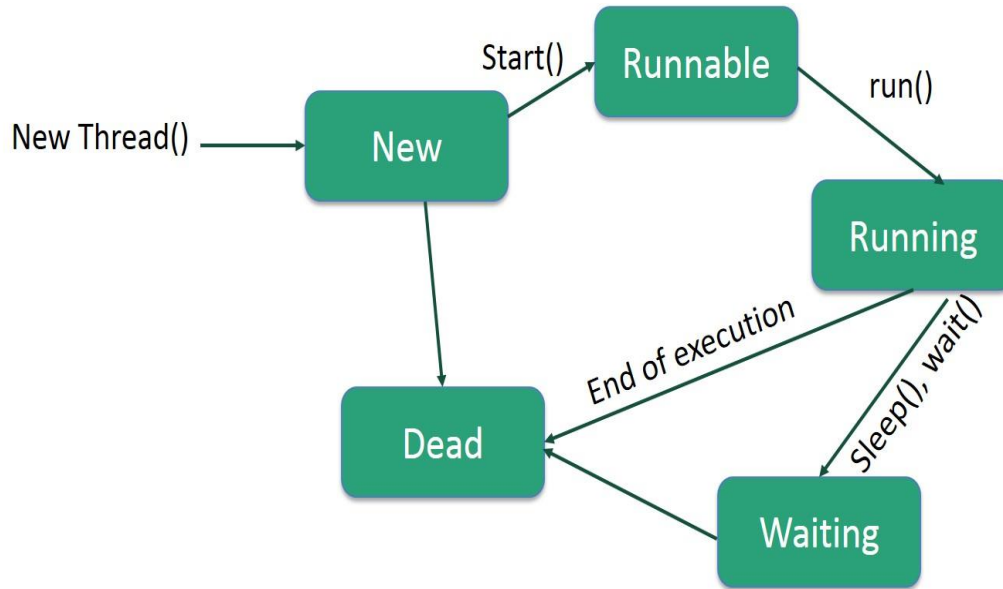 Start()
Runnable
run()
New Thread()
New
Running
End of execution
Sleep(), wait()
Dead
Waiting